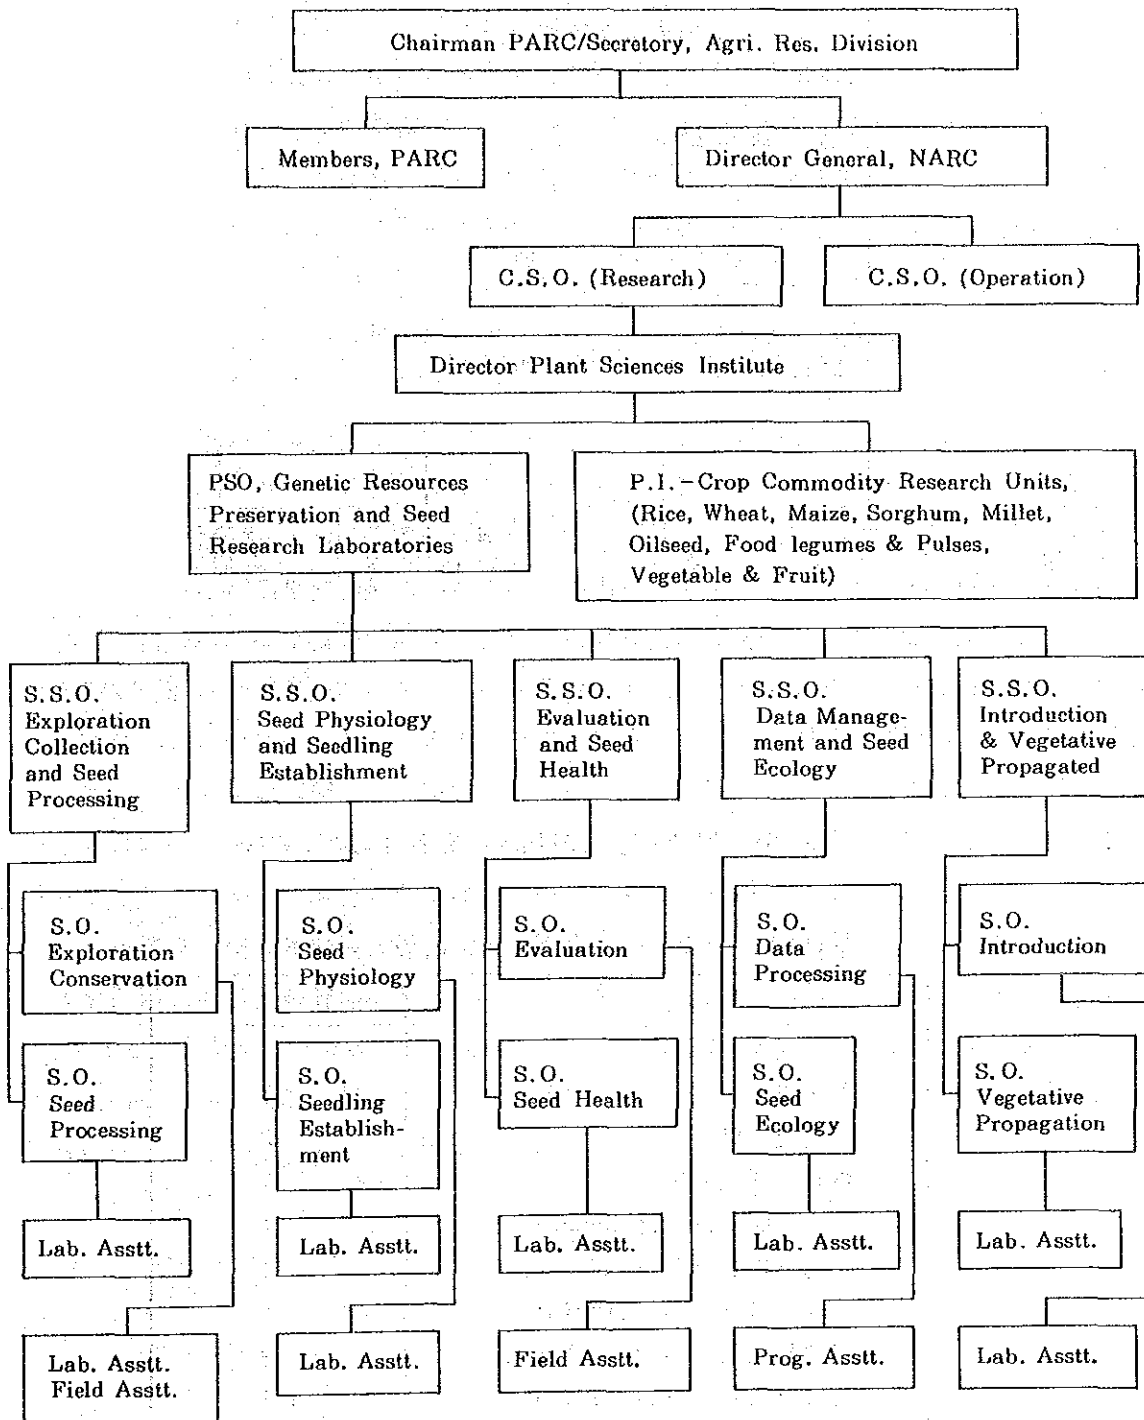 Chairman PARC/Secretory, Agri. Res. Division
Members, PARC
Director General, NARC
C.S.O. (Research)
C.S.O. (Operation)
Director Plant Sciences Institute
PSO, Genetic Resources
Preservation and Seed
Research Laboratories
P.I.-Crop Commodity Research Units,
(Rice, Wheat, Maize, Sorghum, Millet,
Oilseed, Food legumes & Pulses,
Vegetable & Fruit)
S.S.O.
Exploration
Collection
and Seed
Processing
S.S.O.
Seed Physiology
and Seedling
Establishment
S.S.O.
Evaluation
and Seed
Health
S.S.O.
Data Manage-
ment and Seed
Ecology
S.S.O.
Introduction
& Vegetative
Propagated
S.O.
Exploration
Conservation
S.O.
Seed
Physiology
S.O.
Evaluation
S.O.
Data
Processing
S.O.
Introduction
S.O.
Seed
Processing
S.O.
Seedling
Establish-
ment
S.O.
Seed Health
S.O.
Seed
Ecology
S.O.
Vegetative
Propagation
Lab. Asstt.
Lab. Asstt.
Lab. Asstt.
Lab. Asstt.
Lab. Asstt.
Lab. Asstt.
Field Asstt.
Lab. Asstt.
Field Asstt.
Prog. Asstt.
Lab. Asstt.